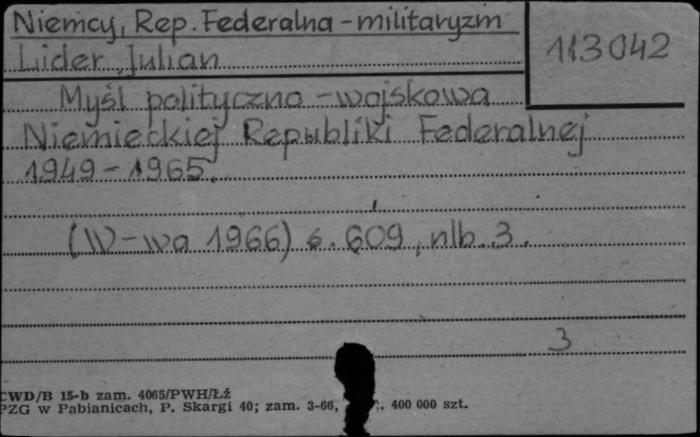 Niemcy, Rep. Federalna - militaryzm
113042
Lider, Julian
Myśl polityczno - wojskowa
Niemieckiej Republiki Federalnej
1949 - 1965.
(W-wa 1966) s. 609, nlb. 3.
3
CWD/B 15-b zam. 4065/PWH/Łź
PZG w Pabianicach, P. Skargi 40; zam. 3-66, 400 000 szt.